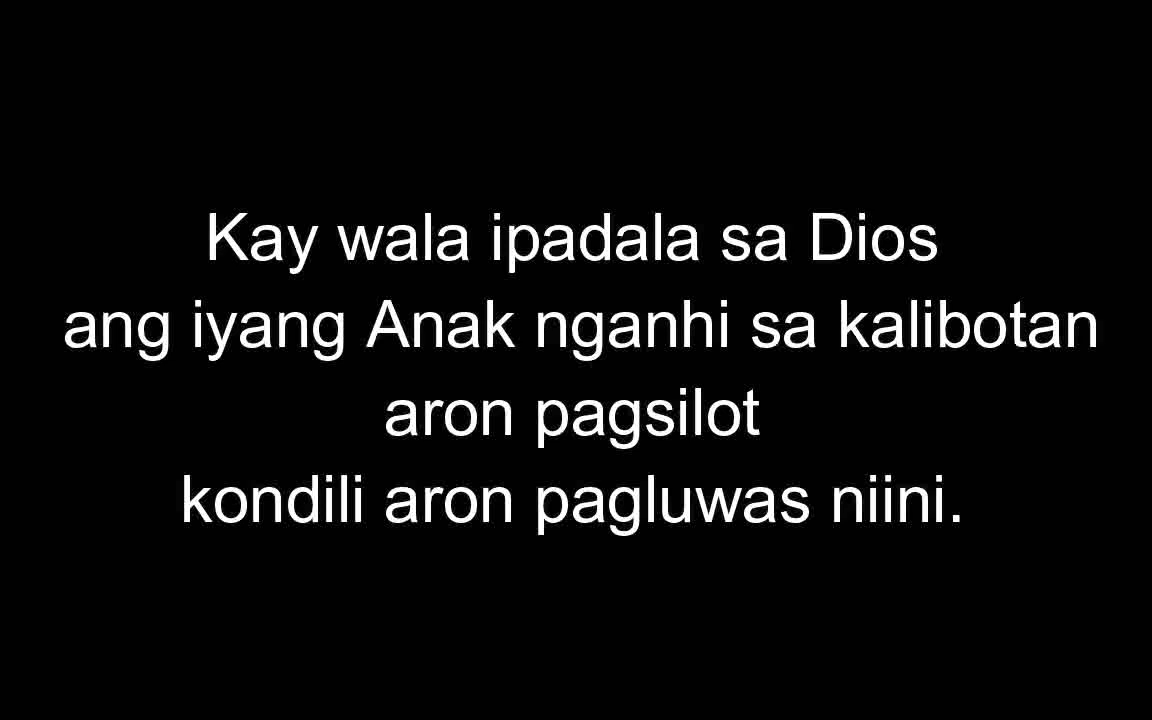 Kay wala ipadala sa Dios
ang iyang Anak nganhi sa kalibotan
aron pagsilot
kondili aron pagluwas niini.